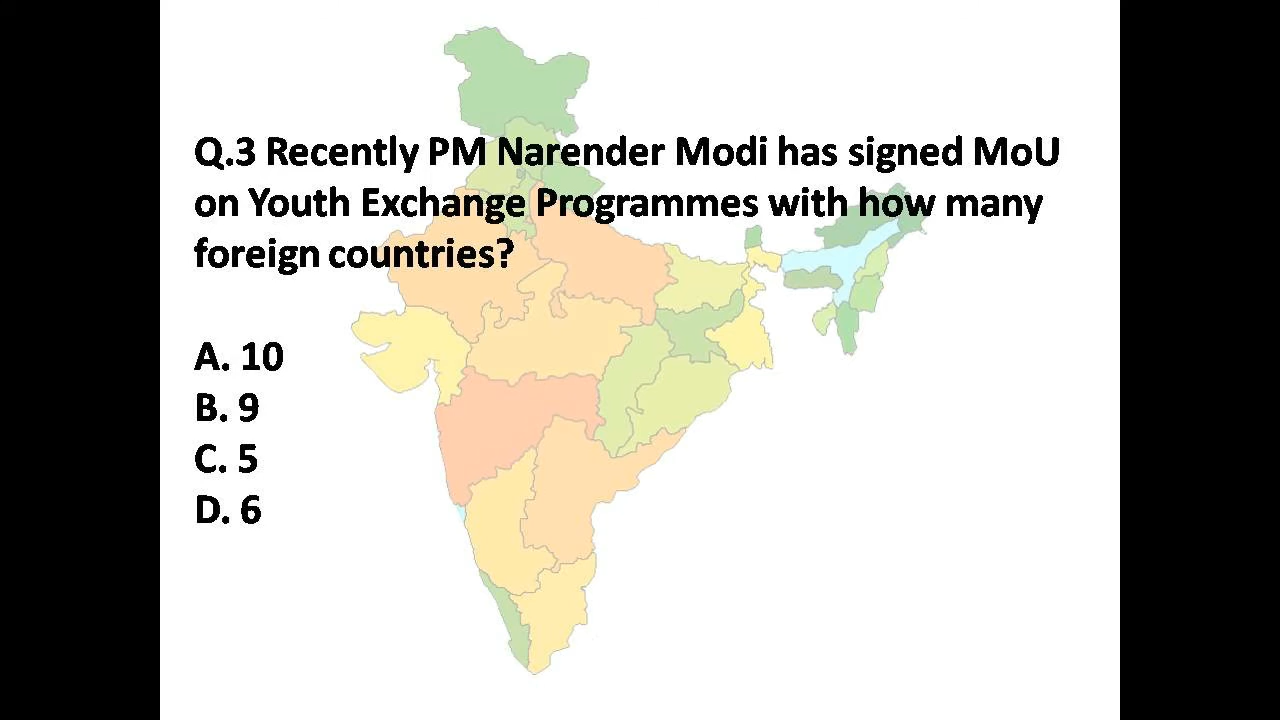 Q.3 Recently PM Narender Modi has signed MoU
on Youth Exchange Programmes with how many
foreign countries?
A. 10
B. 9
C. 5
D. 6